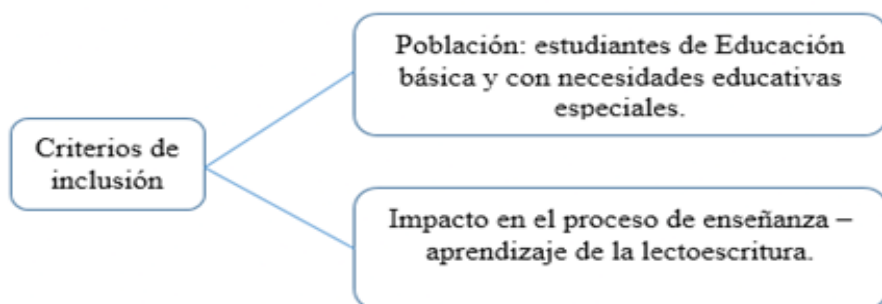 Población: estudiantes de Educación
básica y con necesidades educativas
especiales.
Criterios de
inclusión
Impacto en el proceso de enseñanza –
aprendizaje de la lectoescritura.